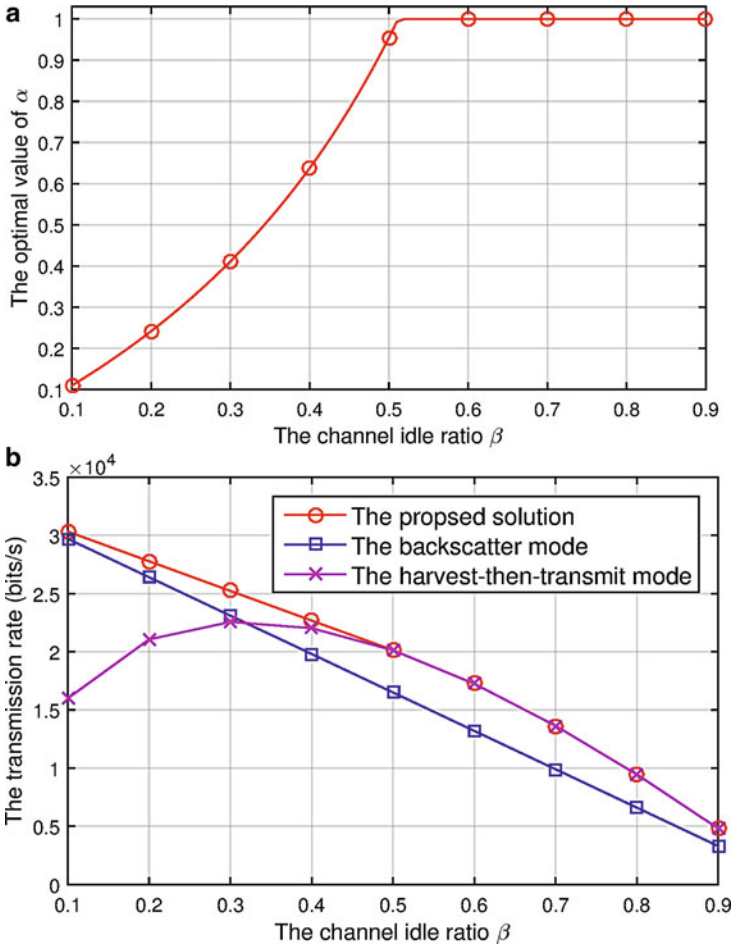 a
1
0.9
0.8
0.7
0.6
0.5
0.4
0.3
0.2
0.1
The optimal value of α
0.1 0.2 0.3 0.4 0.5 0.6 0.7 0.8 0.9
The channel idle ratio β
b
×10⁴
3.5
3
2.5
2
1.5
1
0.5
0
The transmission rate (bits/s)
The propsed solution
The backscatter mode
The harvest-then-transmit mode
0.1 0.2 0.3 0.4 0.5 0.6 0.7 0.8 0.9
The channel idle ratio β